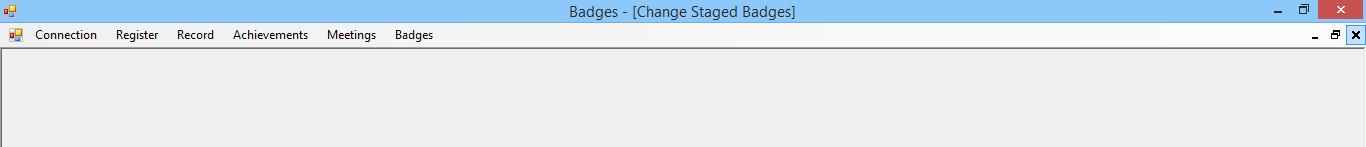 Badges - [Change Staged Badges]
Connection Register Record Achievements Meetings Badges